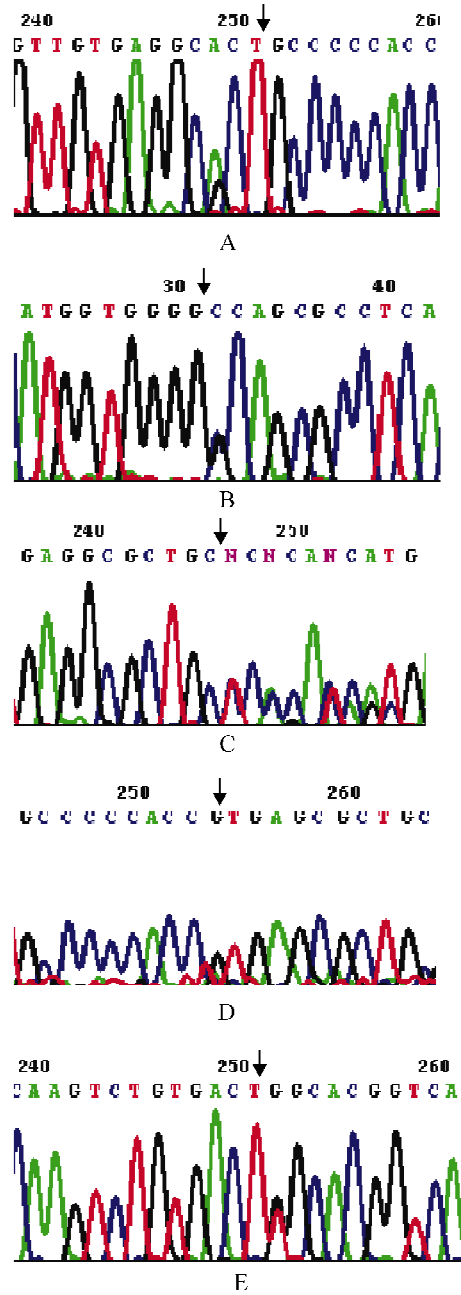 240 250 260
G T T G T G A G G C A C T G C C C C C A C C
A
30 40
A T G G T G G G G C C A G C G C C T C A
B
240 250
G A G G C G C T G C N C N C A N C A T G
C
250 260
G C C C C C A C C G T G A G C G C T G C
D
240 250 260
C A A G T C T G T G A C T G G C A C G G T C A
E